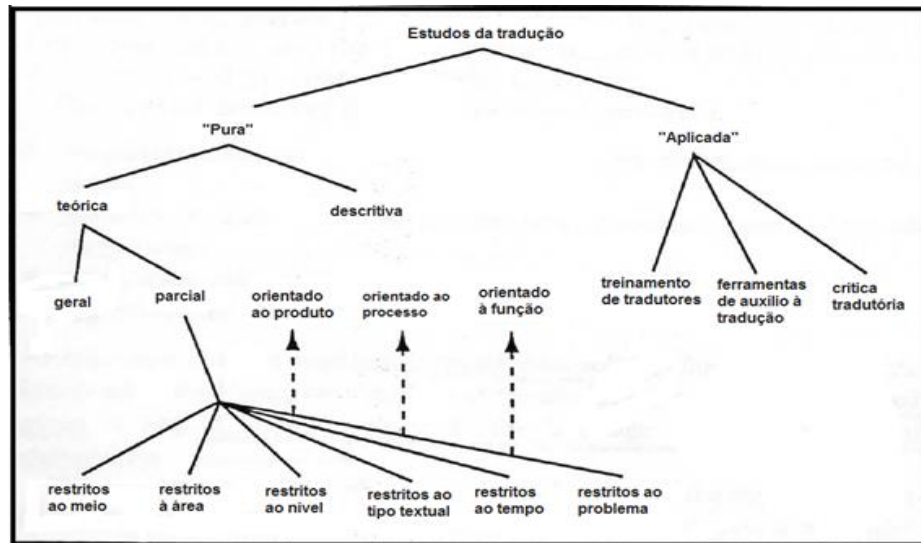 Estudos da tradução
"Pura"
"Aplicada"
teórica
descritiva
geral
parcial
orientado
ao produto
orientado ao
processo
orientado
à função
treinamento
de tradutores
ferramentas
de auxílio à
tradução
crítica
tradutória
restritos
ao meio
restritos
à área
restritos
ao nível
restritos ao
tipo textual
restritos
ao tempo
restritos ao
problema